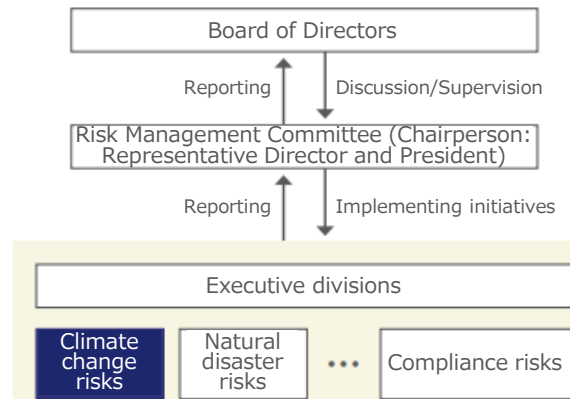 Board of Directors
Reporting
Discussion/Supervision
Risk Management Committee (Chairperson:
Representative Director and President)
Reporting
Implementing initiatives
Executive divisions
Climate
change
risks
Natural
disaster
risks
•••
Compliance risks